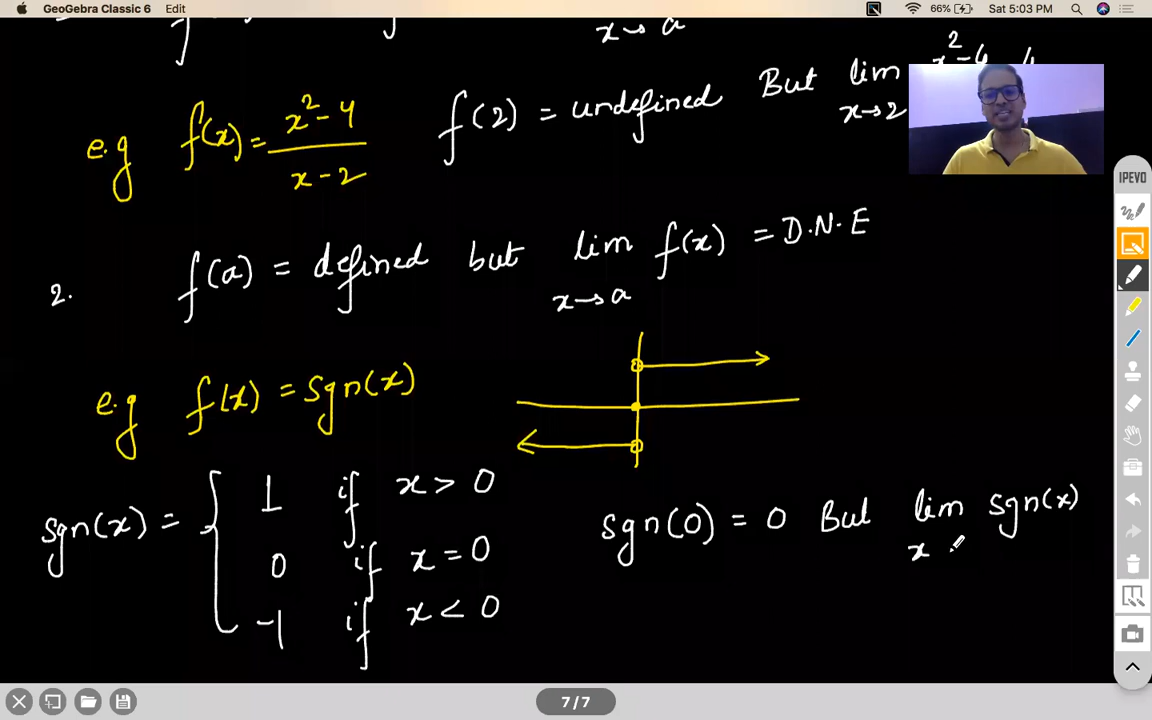 GeoGebra Classic 6 Edit 66% Sat 5:03 PM
x → a
e.g f(x) = x² - 4 / x - 2 f(2) = undefined But lim x → 2 x² - 4
2. f(a) = defined but lim x → a f(x) = D.N.E
IPEVO
e.g f(x) = sgn(x)
sgn(x) = { 1 if x > 0
0 if x = 0
-1 if x < 0
sgn(0) = 0 But lim sgn(x)
x
7 / 7